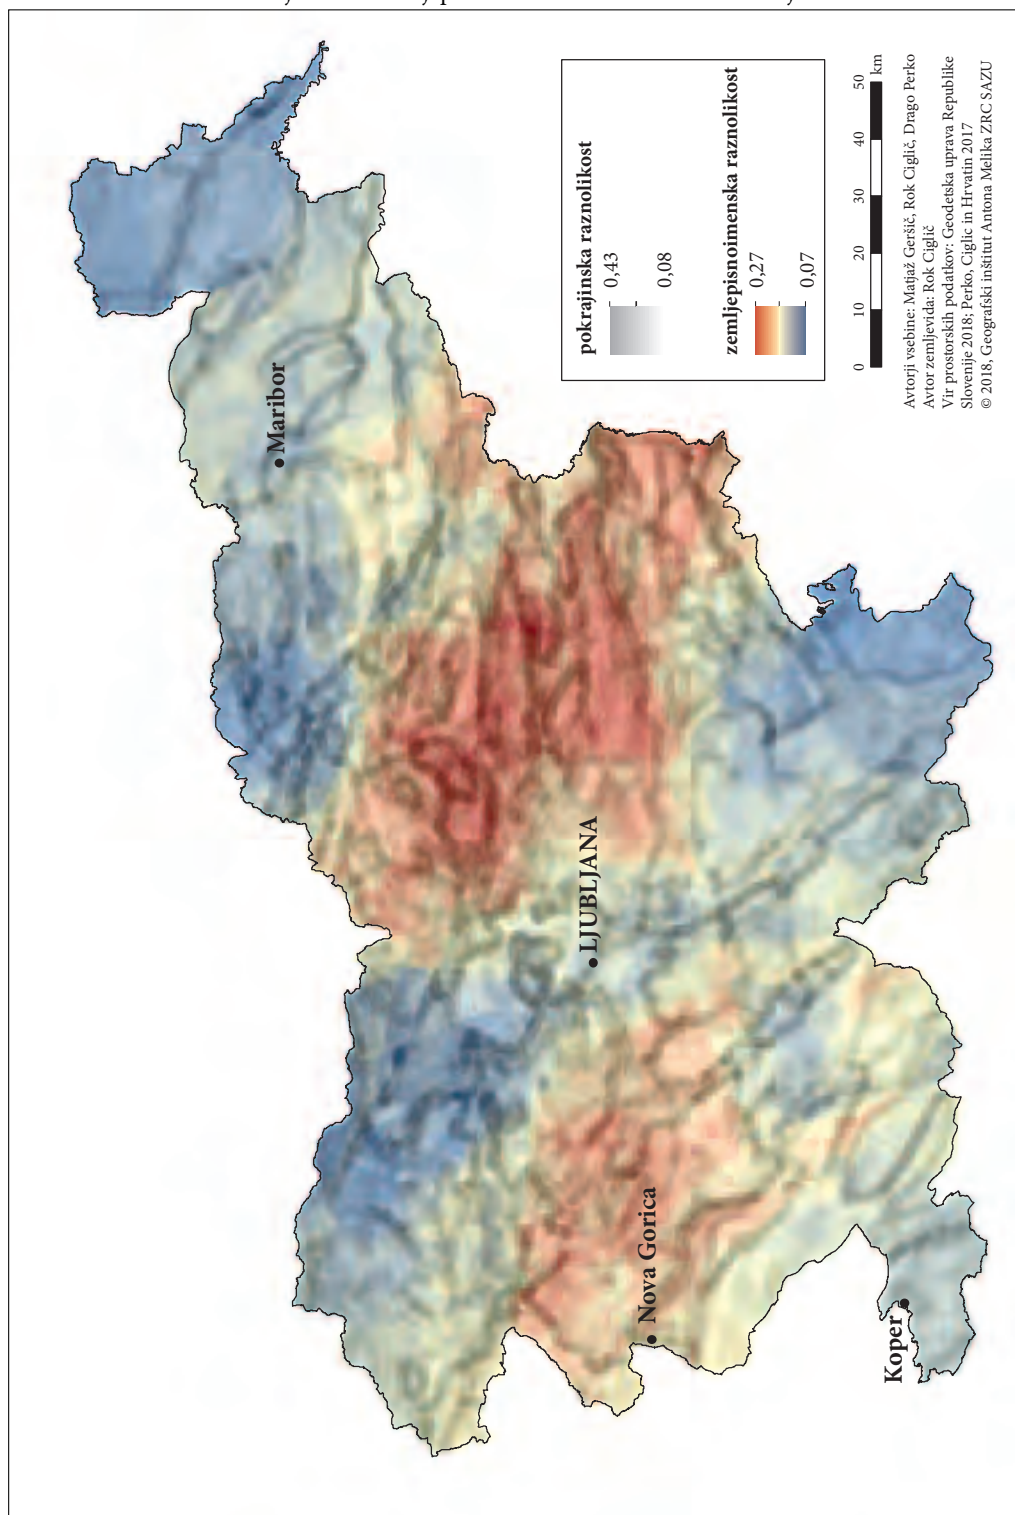 Maribor
LJUBLJANA
Nova Gorica
Koper
pokrajinska raznolikost
0,43
0,08
zemljepisnoimenska raznolikost
0,27
0,07
0 10 20 30 40 50 km
Avtorji vsebine: Matjaž Geršič, Rok Ciglič, Drago Perko
Avtor zemljevida: Rok Ciglič
Vir prostorskih podatkov: Geodetska uprava Republike
Slovenije 2018; Perko, Ciglic in Hrvatin 2017
© 2018, Geografski inštitut Antona Melika ZRC SAZU